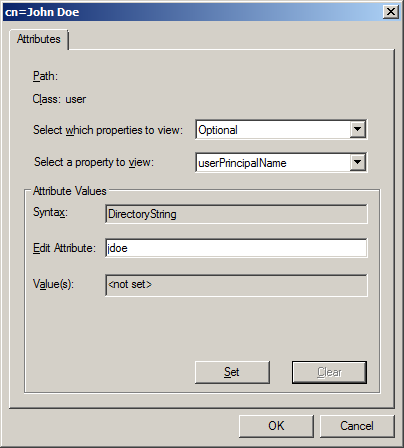 cn=John Doe
Attributes
Path:
Class: user
Select which properties to view: Optional
Select a property to view: userPrincipalName
Attribute Values
Syntax: DirectoryString
Edit Attribute: jdoe
Value(s): <not set>
Set Clear
OK Cancel